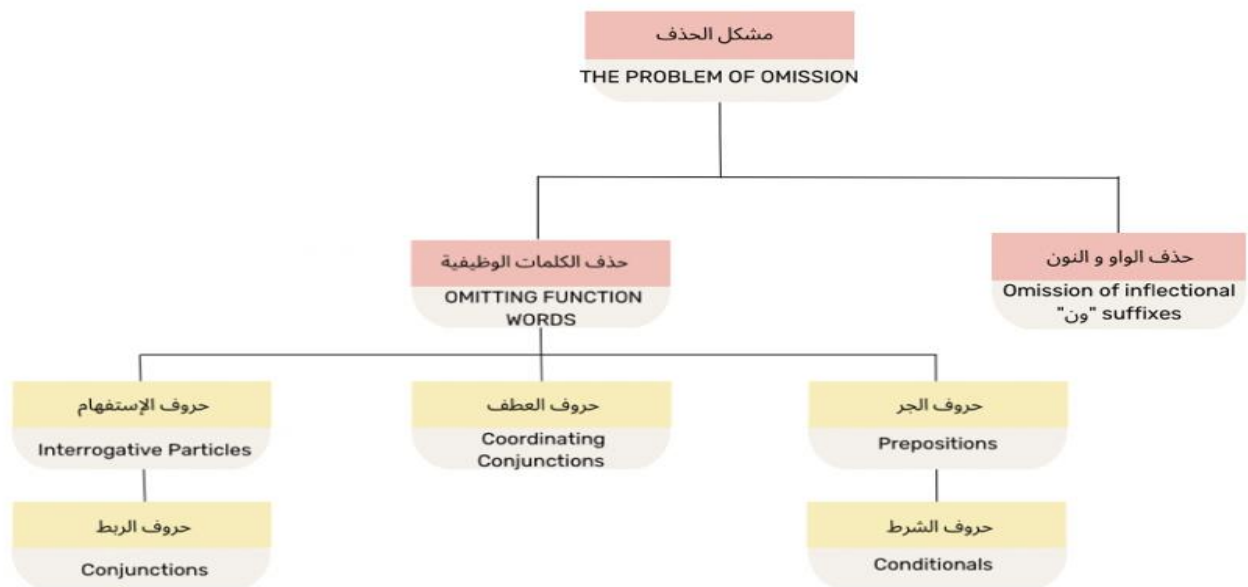 مشكل الحذف
THE PROBLEM OF OMISSION
حذف الكلمات الوظيفية
OMITTING FUNCTION
WORDS
حذف الواو و النون
Omission of inflectional
"ون" suffixes
حروف الإستفهام
Interrogative Particles
حروف العطف
Coordinating
Conjunctions
حروف الجر
Prepositions
حروف الربط
Conjunctions
حروف الشرط
Conditionals